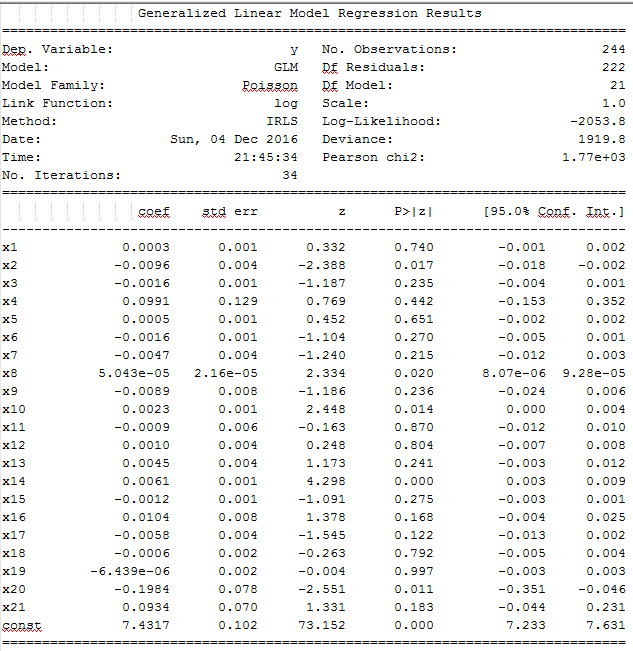 Generalized Linear Model Regression Results
==============================================================================
Dep. Variable: y No. Observations: 244
Model: GLM Df Residuals: 222
Model Family: Poisson Df Model: 21
Link Function: log Scale: 1.0
Method: IRLS Log-Likelihood: -2053.8
Date: Sun, 04 Dec 2016 Deviance: 1919.8
Time: 21:45:34 Pearson chi2: 1.77e+03
No. Iterations: 34
==============================================================================
coef std err z P>|z| [95.0% Conf. Int.]
------------------------------------------------------------------------------
x1 0.0003 0.001 0.332 0.740 -0.001 0.002
x2 -0.0096 0.004 -2.388 0.017 -0.018 -0.002
x3 -0.0016 0.001 -1.187 0.235 -0.004 0.001
x4 0.0991 0.129 0.769 0.442 -0.153 0.352
x5 0.0005 0.001 0.452 0.651 -0.002 0.002
x6 -0.0016 0.001 -1.104 0.270 -0.005 0.001
x7 -0.0047 0.004 -1.240 0.215 -0.012 0.003
x8 5.043e-05 2.16e-05 2.334 0.020 8.07e-06 9.28e-05
x9 -0.0089 0.008 -1.186 0.236 -0.024 0.006
x10 0.0023 0.001 2.448 0.014 0.000 0.004
x11 -0.0009 0.006 -0.163 0.870 -0.012 0.010
x12 0.0010 0.004 0.248 0.804 -0.007 0.008
x13 0.0045 0.004 1.173 0.241 -0.003 0.012
x14 0.0061 0.001 4.298 0.000 0.003 0.009
x15 -0.0012 0.001 -1.091 0.275 -0.003 0.001
x16 0.0104 0.008 1.378 0.168 -0.004 0.025
x17 -0.0058 0.004 -1.545 0.122 -0.013 0.002
x18 -0.0006 0.002 -0.263 0.792 -0.005 0.004
x19 -6.439e-06 0.002 -0.004 0.997 -0.003 0.003
x20 -0.1984 0.078 -2.551 0.011 -0.351 -0.046
x21 0.0934 0.070 1.331 0.183 -0.044 0.231
const 7.4317 0.102 73.152 0.000 7.233 7.631
==============================================================================